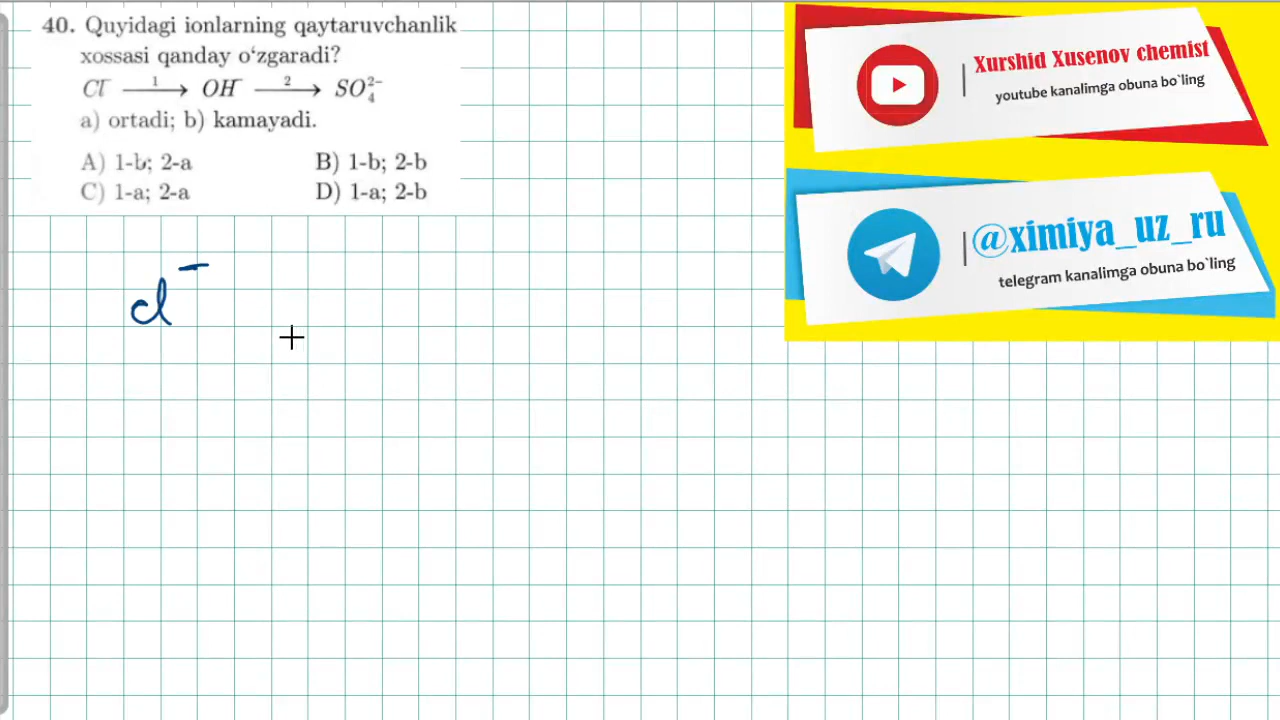 40. Quyidagi ionlarning qaytaruvchanlik
xossasi qanday o‘zgaradi?
Cl⁻ —1→ OH⁻ —2→ SO₄²⁻
a) ortadi; b) kamayadi.
A) 1-b; 2-a B) 1-b; 2-b
C) 1-a; 2-a D) 1-a; 2-b
Cl⁻
Xurshid Xusenov chemist
youtube kanalimga obuna bo`ling
@ximiya_uz_ru
telegram kanalimga obuna bo`ling